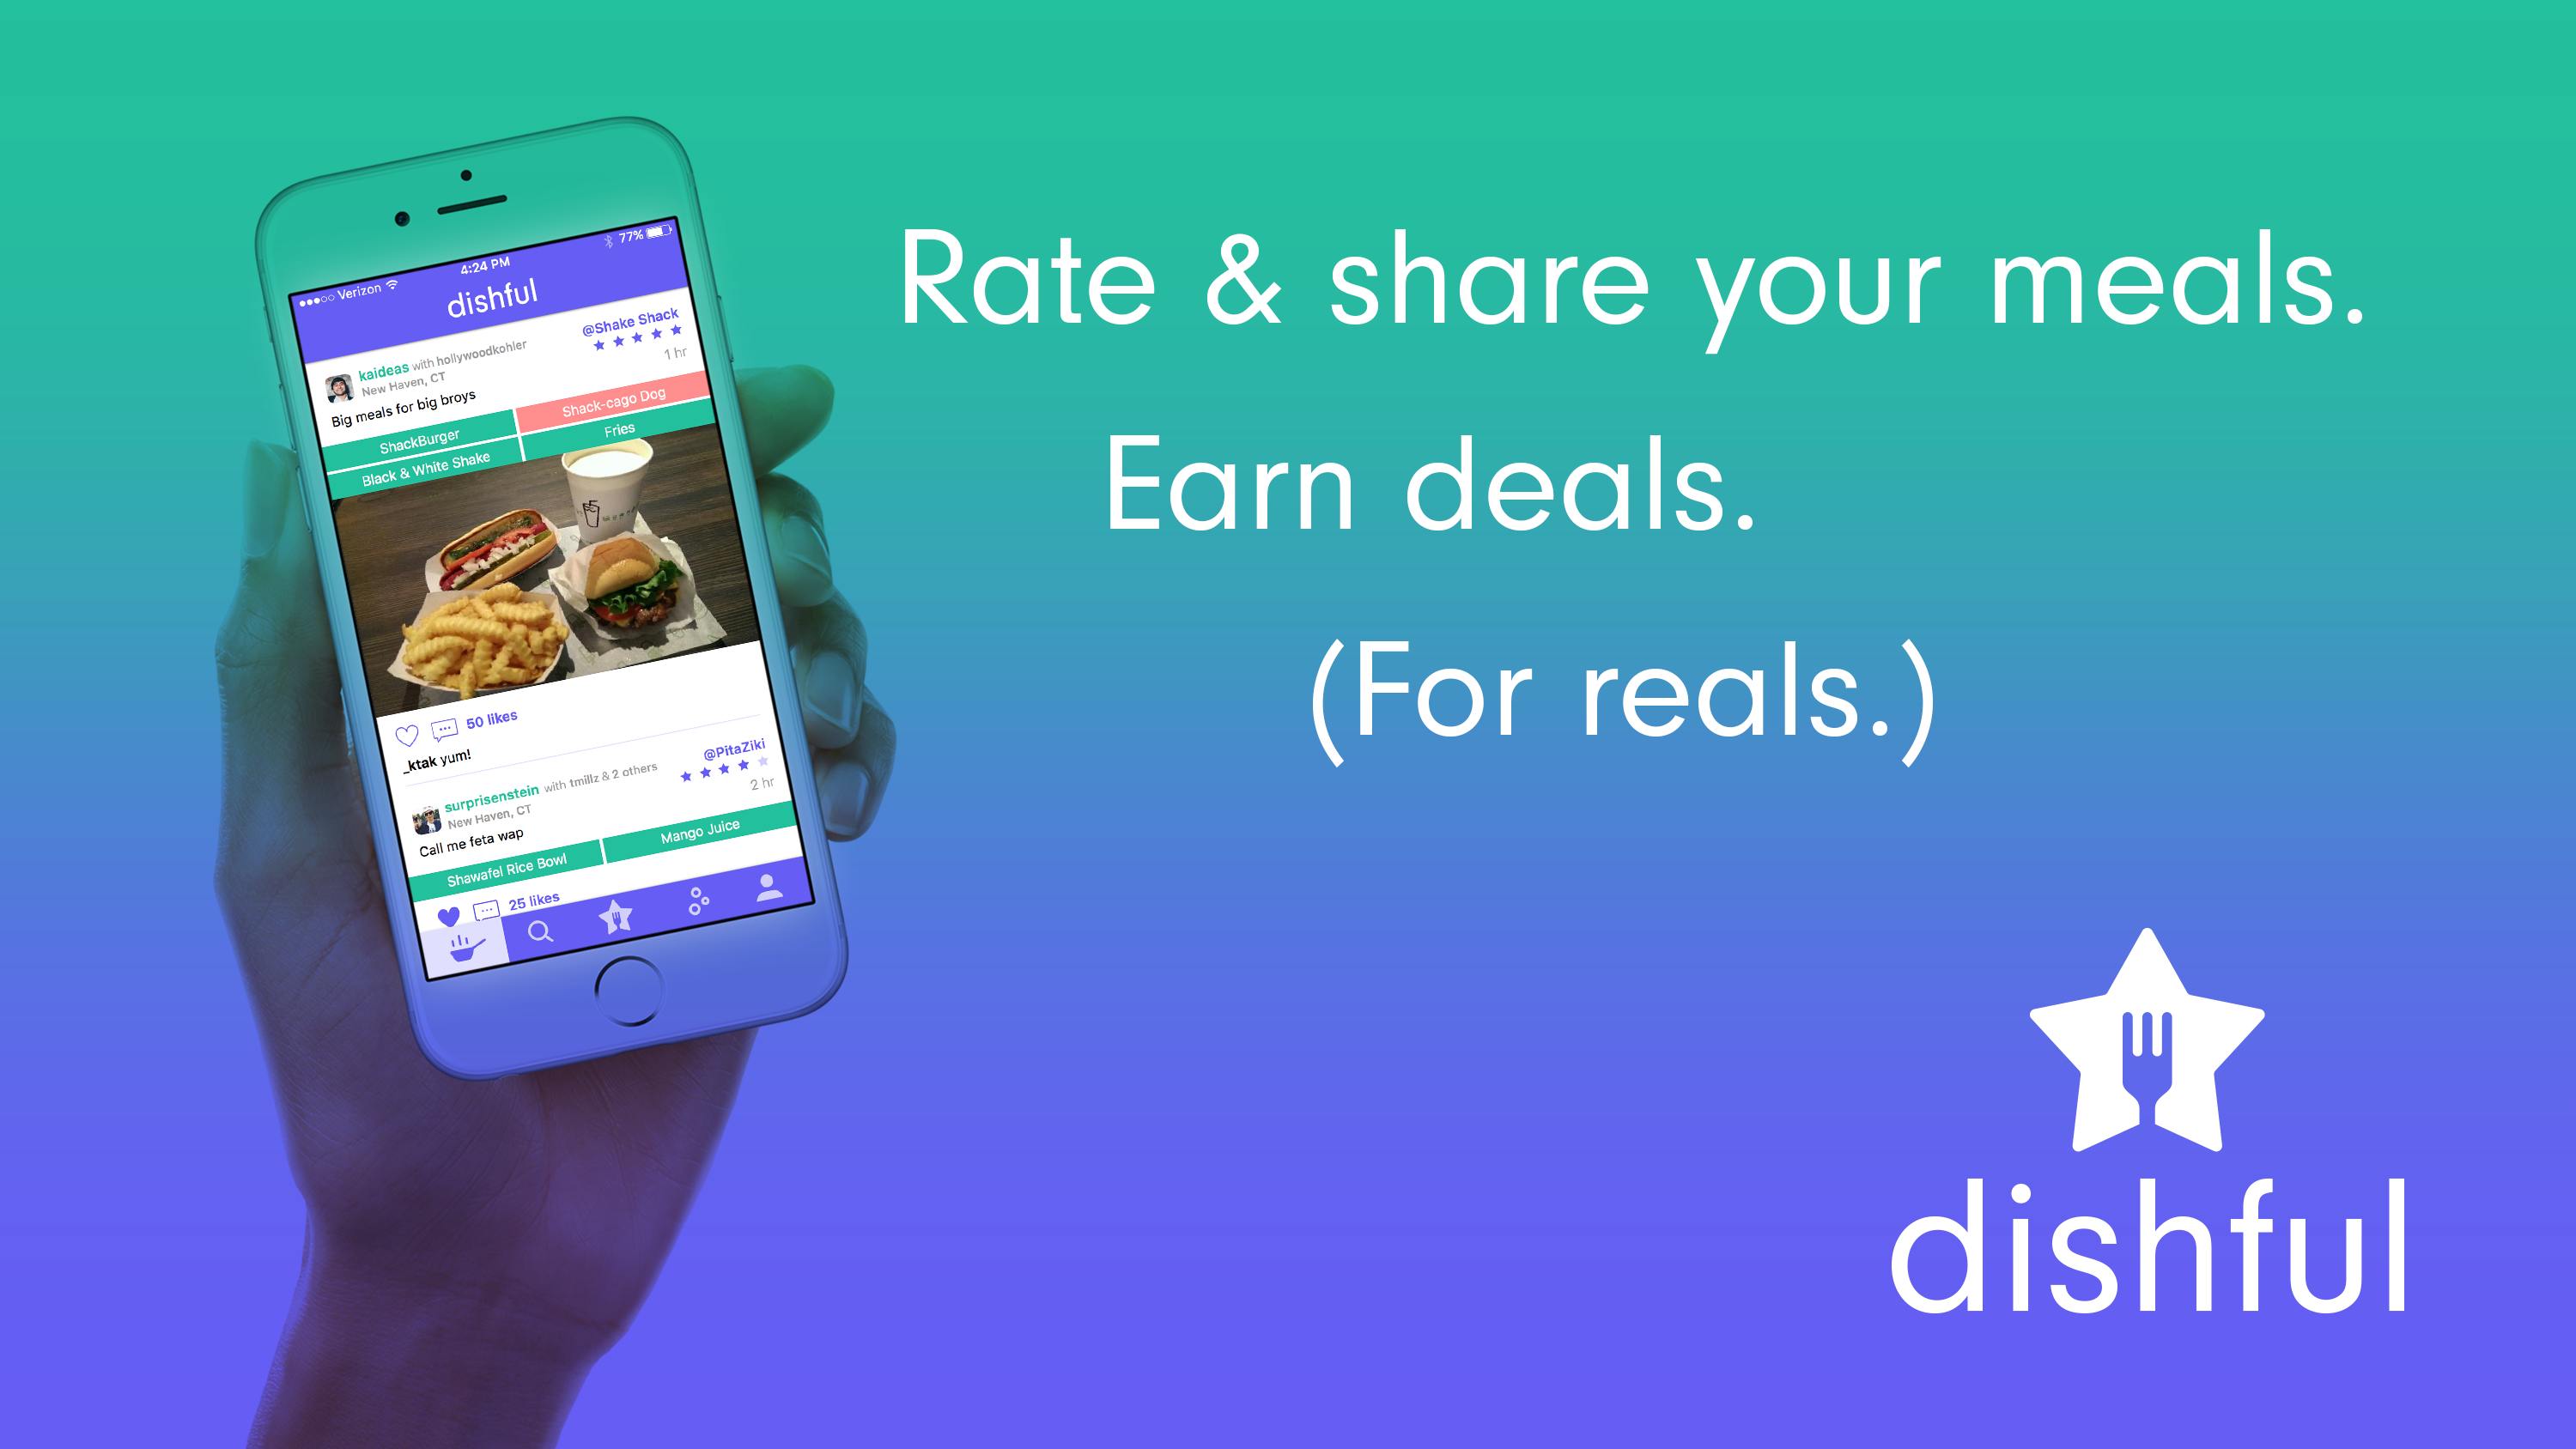 Rate & share your meals.
Earn deals.
(For reals.)
dishful
77%
4:24 PM
Verizon
dishful
@Shake Shack
kaideas with hollywoodkohler
1 hr
New Haven, CT
Big meals for big broys
ShackBurger
Shack-cago Dog
Black & White Shake
Fries
50 likes
_ktak yum!
@PitaZiki
surprisenstein with tmillz & 2 others
2 hr
New Haven, CT
Call me feta wap
Shawafel Rice Bowl
Mango Juice
25 likes